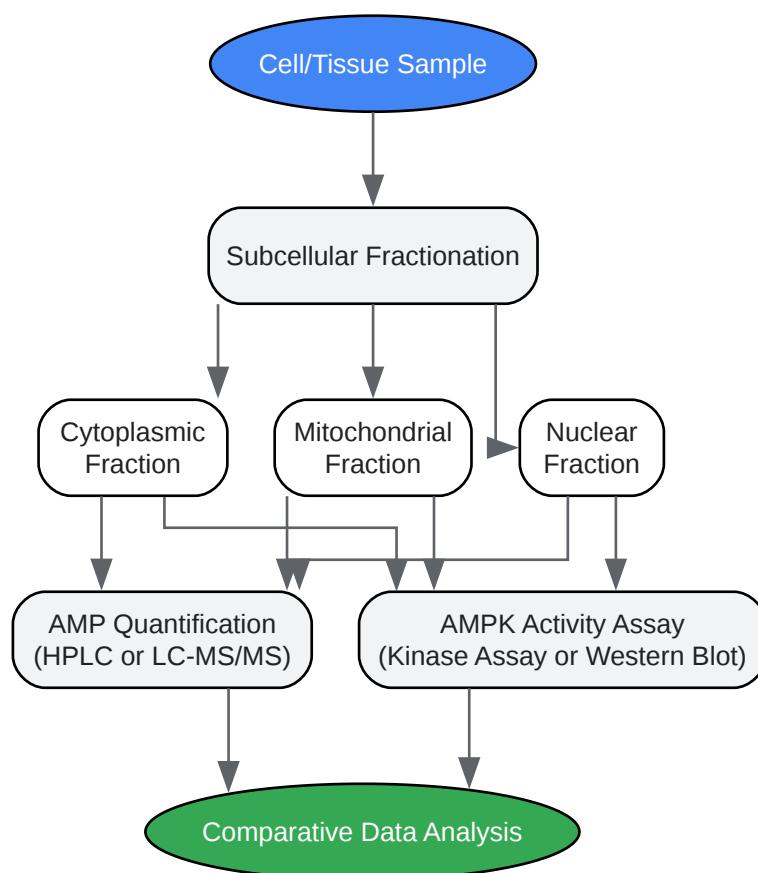 Cell/Tissue Sample
Subcellular Fractionation
Cytoplasmic
Fraction
Mitochondrial
Fraction
Nuclear
Fraction
AMP Quantification
(HPLC or LC-MS/MS)
AMPK Activity Assay
(Kinase Assay or Western Blot)
Comparative Data Analysis